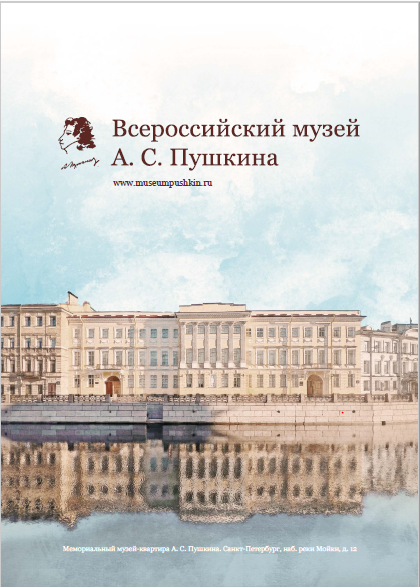 Всероссийский музей
А. С. Пушкина
www.museumpushkin.ru
Мемориальный музей-квартира А. С. Пушкина. Санкт-Петербург, наб. реки Мойки, д. 12